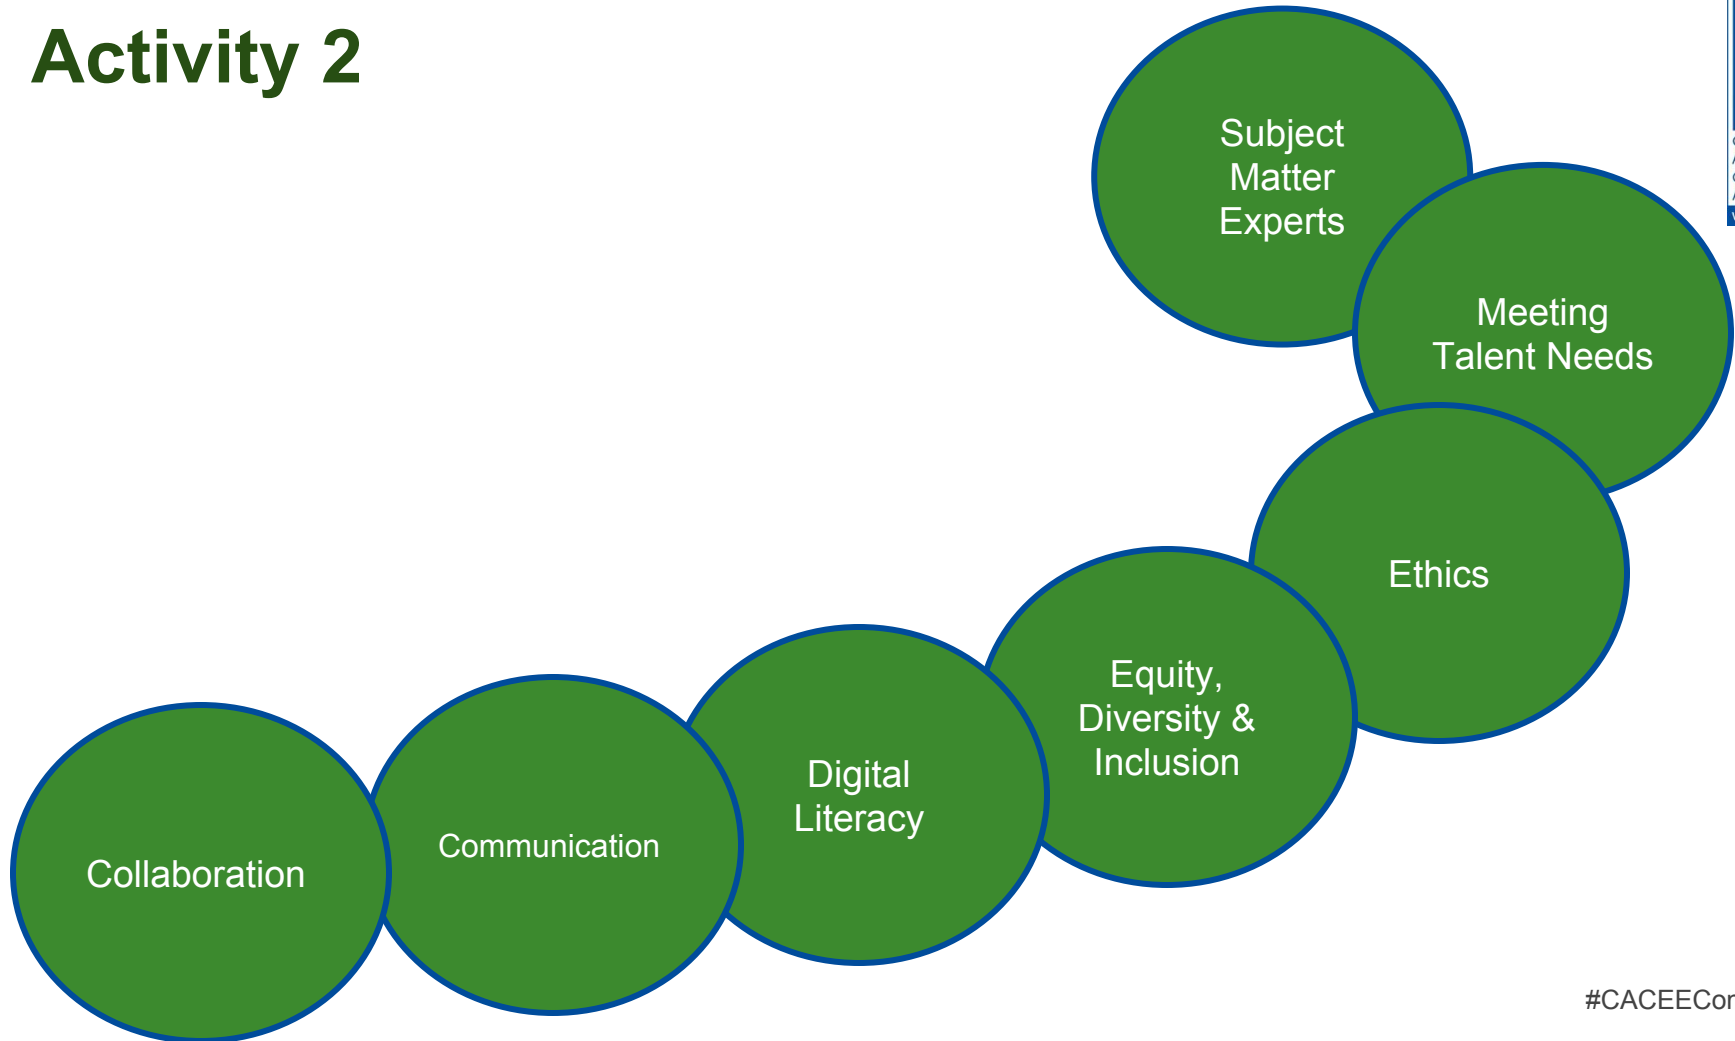 Activity 2
Subject
Matter
Experts
Meeting
Talent Needs
Ethics
Equity,
Diversity &
Inclusion
Digital
Literacy
Communication
Collaboration